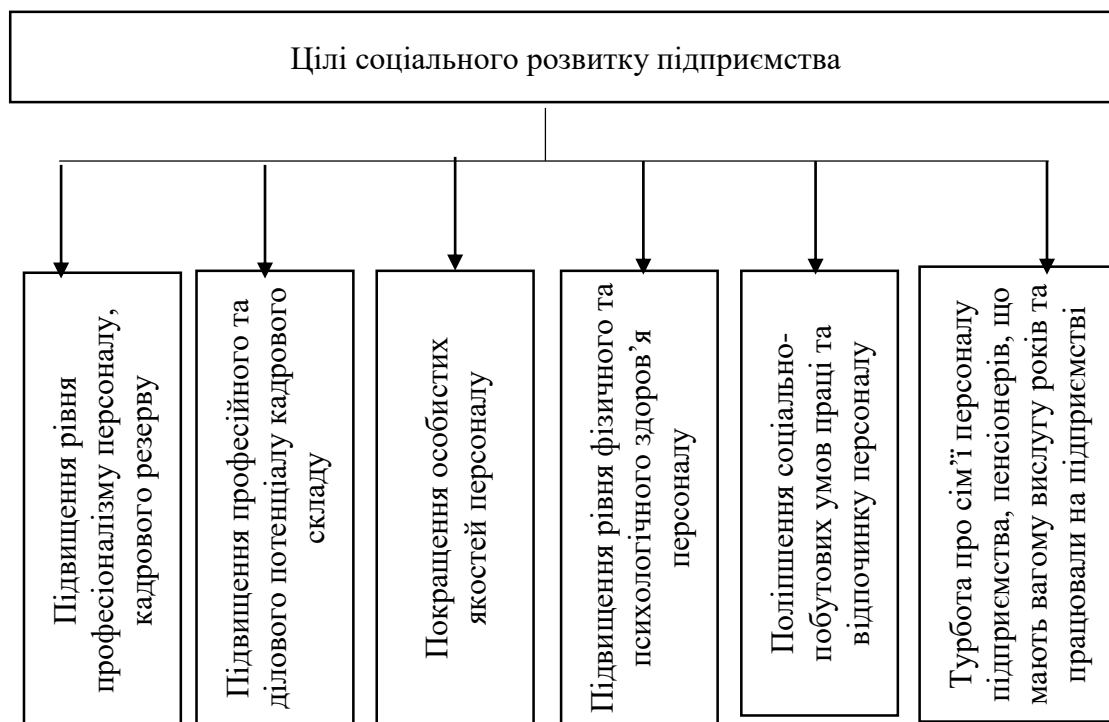 Цілі соціального розвитку підприємства
Підвищення рівня
професіоналізму персоналу,
кадрового резерву
Підвищення професійного та
ділового потенціалу кадрового
складу
Покращення особистих
якостей персоналу
Підвищення рівня фізичного та
психологічного здоров’я
персоналу
Поліпшення соціально-
побутових умов праці та
відпочинку персоналу
Турбота про сім’ї персоналу
підприємства, пенсіонерів, що
мають вагому вислугу років та
працювали на підприємстві